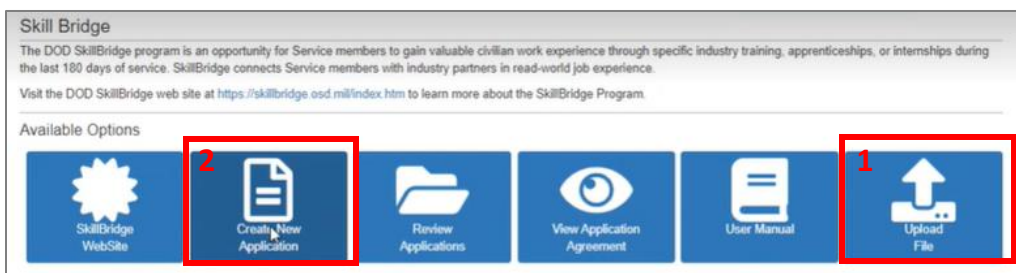 Skill Bridge
The DOD SkillBridge program is an opportunity for Service members to gain valuable civilian work experience through specific industry training, apprenticeships, or internships during
the last 180 days of service. SkillBridge connects Service members with industry partners in read-world job experience.
Visit the DOD SkillBridge web site at https://skillbridge.osd.mil/index.htm to learn more about the SkillBridge Program.
Available Options
2
1
SkillBridge
WebSite
Create New
Application
Review
Applications
View Application
Agreement
User Manual
Upload
File